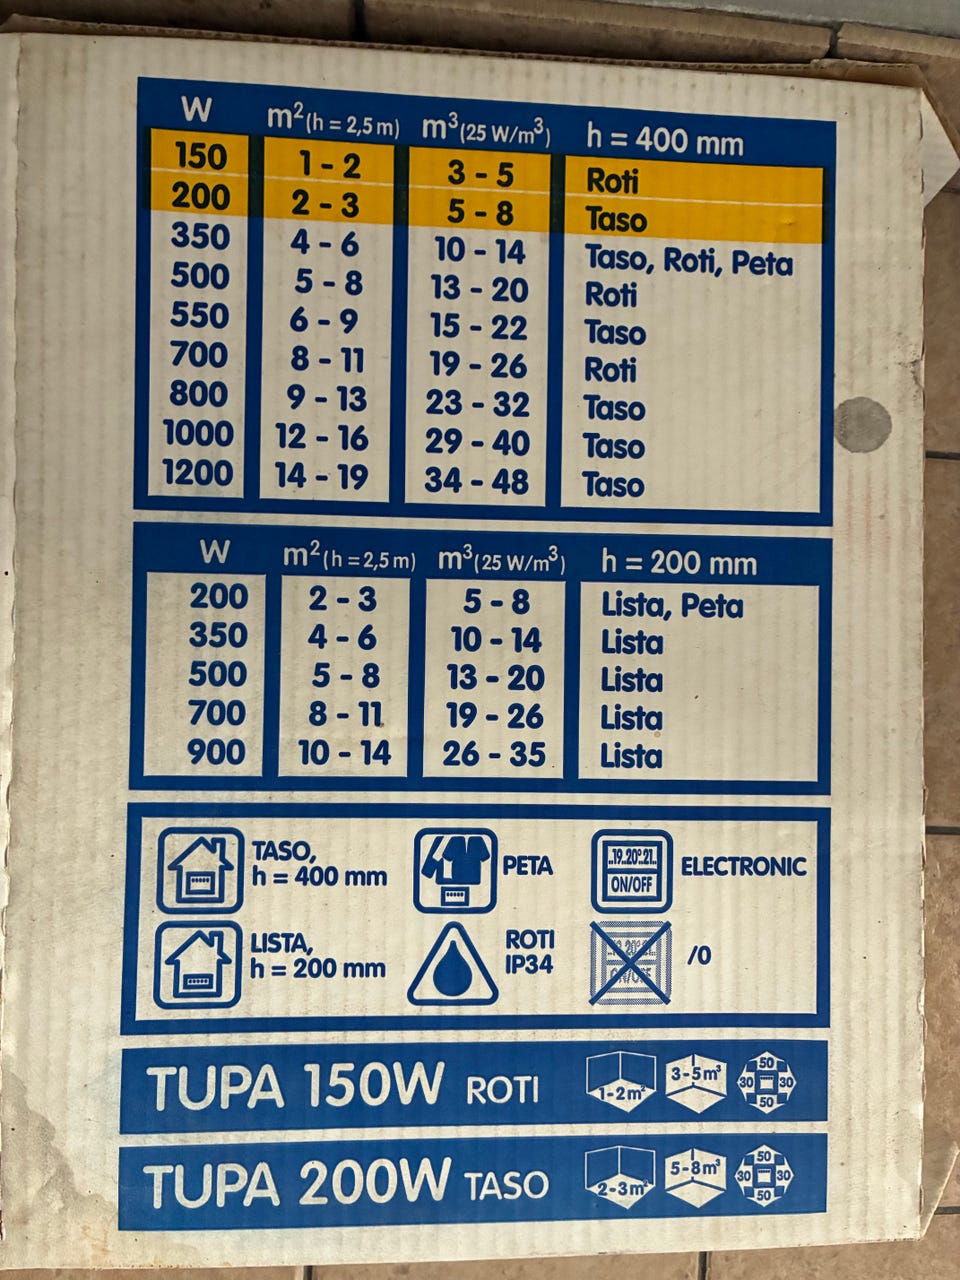 W m²(h = 2,5 m) m³(25 W/m³) h = 400 mm
150 1 - 2 3 - 5 Roti
200 2 - 3 5 - 8 Taso
350 4 - 6 10 - 14 Taso, Roti, Peta
500 5 - 8 13 - 20 Roti
550 6 - 9 15 - 22 Taso
700 8 - 11 19 - 26 Roti
800 9 - 13 23 - 32 Taso
1000 12 - 16 29 - 40 Taso
1200 14 - 19 34 - 48 Taso
W m²(h = 2,5 m) m³(25 W/m³) h = 200 mm
200 2 - 3 5 - 8 Lista, Peta
350 4 - 6 10 - 14 Lista
500 5 - 8 13 - 20 Lista
700 8 - 11 19 - 26 Lista
900 10 - 14 26 - 35 Lista
TASO,
h = 400 mm
PETA
..19..20°.21..
ON/OFF
ELECTRONIC
LISTA,
h = 200 mm
ROTI
IP34
ON/OFF
/0
TUPA 150W ROTI 1-2m² 3-5m³ 50 30 30 50
TUPA 200W TASO 2-3m² 5-8m³ 50 30 30 50